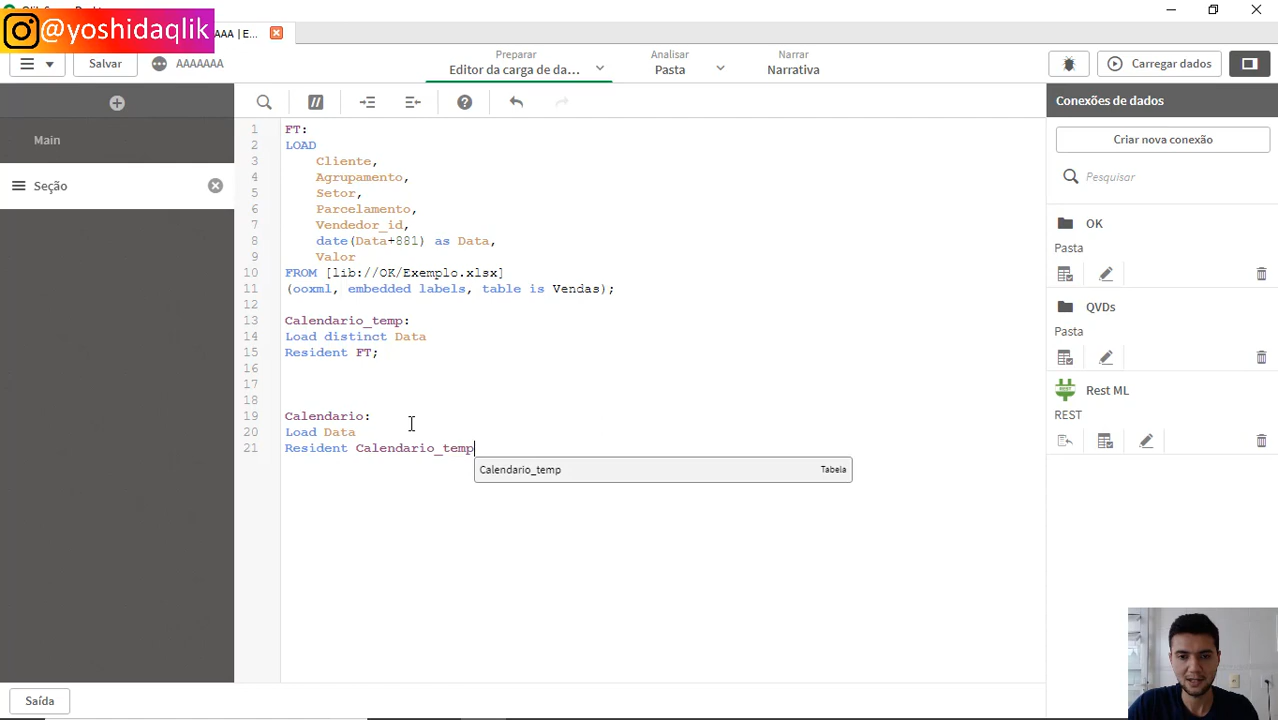 @yoshidaqlik
AAAA | E...
Salvar
AAAAAAA
Preparar
Editor da carga de da...
Analisar
Pasta
Narrar
Narrativa
Carregar dados
Main
Seção
1 FT:
2 LOAD
3 Cliente,
4 Agrupamento,
5 Setor,
6 Parcelamento,
7 Vendedor_id,
8 date(Data+881) as Data,
9 Valor
10 FROM [lib://OK/Exemplo.xlsx]
11 (ooxml, embedded labels, table is Vendas);
12
13 Calendario_temp:
14 Load distinct Data
15 Resident FT;
16
17
18
19 Calendario:
20 Load Data
21 Resident Calendario_temp
Calendario_temp Tabela
Conexões de dados
Criar nova conexão
Pesquisar
OK
Pasta
QVDs
Pasta
Rest ML
REST
Saída